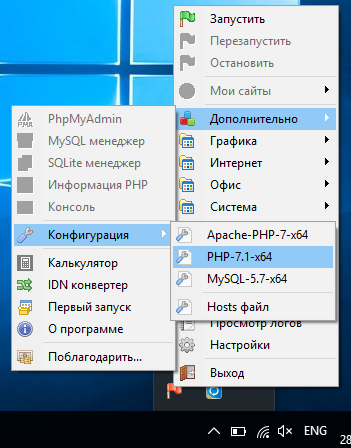 Запустить
Перезапустить
Остановить
Мои сайты
Дополнительно
Графика
Интернет
Офис
Система
PhpMyAdmin
MySQL менеджер
SQLite менеджер
Информация PHP
Консоль
Конфигурация
Калькулятор
IDN конвертер
Первый запуск
О программе
Поблагодарить...
Apache-PHP-7-x64
PHP-7.1-x64
MySQL-5.7-x64
Hosts файл
Просмотр логов
Настройки
Выход
ENG
28